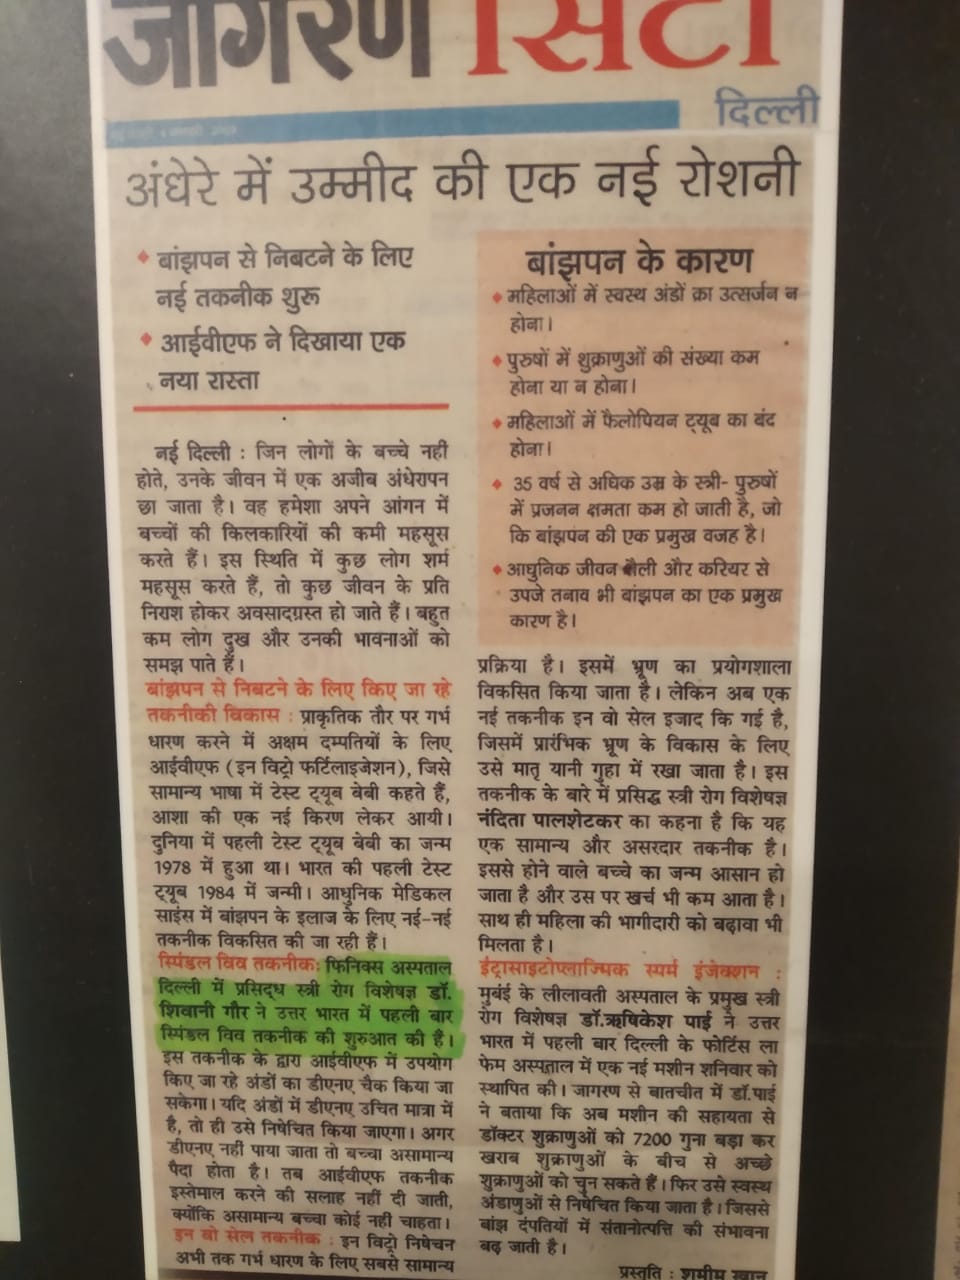 जागरण सिटी
दिल्ली
अंधेरे में उम्मीद की एक नई रोशनी
बांझपन से निबटने के लिए
नई तकनीक शुरू
आईवीएफ ने दिखाया एक
नया रास्ता
नई दिल्ली : जिन लोगों के बच्चे नहीं
होते, उनके जीवन में एक अजीब अंधेरापन
छा जाता है। वह हमेशा अपने आंगन में
बच्चों की किलकारियों की कमी महसूस
करते हैं। इस स्थिति में कुछ लोग शर्म
महसूस करते हैं, तो कुछ जीवन के प्रति
निराश होकर अवसादग्रस्त हो जाते हैं। बहुत
कम लोग दुख और उनकी भावनाओं को
समझ पाते हैं।
बांझपन से निबटने के लिए किए जा रहे
तकनीकी विकास : प्राकृतिक तौर पर गर्भ
धारण करने में अक्षम दम्पतियों के लिए
आईवीएफ (इन विट्रो फर्टिलाइजेशन), जिसे
सामान्य भाषा में टेस्ट ट्यूब बेबी कहते हैं,
आशा की एक नई किरण लेकर आयी।
दुनिया में पहली टेस्ट ट्यूब बेबी का जन्म
1978 में हुआ था। भारत की पहली टेस्ट
ट्यूब 1984 में जन्मी। आधुनिक मेडिकल
साइंस में बांझपन के इलाज के लिए नई-नई
तकनीक विकसित की जा रही हैं।
स्पिंडल विव तकनीक: फिनिक्स अस्पताल
दिल्ली में प्रसिद्ध स्त्री रोग विशेषज्ञ डॉ.
शिवानी गौर ने उत्तर भारत में पहली बार
स्पिंडल विव तकनीक की शुरुआत की है।
इस तकनीक के द्वारा आईवीएफ में उपयोग
किए जा रहे अंडों का डीएनए चैक किया जा
सकेगा। यदि अंडों में डीएनए उचित मात्रा में
है, तो ही उसे निषेचित किया जाएगा। अगर
डीएनए नहीं पाया जाता तो बच्चा असामान्य
पैदा होता है। तब आईवीएफ तकनीक
इस्तेमाल करने की सलाह नहीं दी जाती,
क्योंकि असामान्य बच्चा कोई नहीं चाहता।
इन वो सेल तकनीक : इन विट्रो निषेचन
अभी तक गर्भ धारण के लिए सबसे सामान्य
बांझपन के कारण
महिलाओं में स्वस्थ अंडों का उत्सर्जन न
होना।
पुरुषों में शुक्राणुओं की संख्या कम
होना या न होना।
महिलाओं में फैलोपियन ट्यूब का बंद
होना।
35 वर्ष से अधिक उम्र के स्त्री- पुरुषों
में प्रजनन क्षमता कम हो जाती है, जो
कि बांझपन की एक प्रमुख वजह है।
आधुनिक जीवन शैली और करियर से
उपजे तनाव भी बांझपन का एक प्रमुख
कारण है।
प्रक्रिया है। इसमें भ्रूण का प्रयोगशाला
विकसित किया जाता है। लेकिन अब एक
नई तकनीक इन वो सेल इजाद कि गई है,
जिसमें प्रारंभिक भ्रूण के विकास के लिए
उसे मातृ यानी गुहा में रखा जाता है। इस
तकनीक के बारे में प्रसिद्ध स्त्री रोग विशेषज्ञ
नंदिता पालशेटकर का कहना है कि यह
एक सामान्य और असरदार तकनीक है।
इससे होने वाले बच्चे का जन्म आसान हो
जाता है और उस पर खर्च भी कम आता है।
साथ ही महिला की भागीदारी को बढ़ावा भी
मिलता है।
इंट्रासाइटोप्लाज्मिक स्पर्म इंजेक्शन :
मुबंई के लीलावती अस्पताल के प्रमुख स्त्री
रोग विशेषज्ञ डॉ.ऋषिकेश पाई ने उत्तर
भारत में पहली बार दिल्ली के फोर्टिस ला
फेम अस्पताल में एक नई मशीन शनिवार को
स्थापित की। जागरण से बातचीत में डॉ.पाई
ने बताया कि अब मशीन की सहायता से
डॉक्टर शुक्राणुओं को 7200 गुना बड़ा कर
खराब शुक्राणुओं के बीच से अच्छे
शुक्राणुओं को चुन सकते हैं। फिर उसे स्वस्थ
अंडाणुओं से निषेचित किया जाता है। जिससे
बांझ दंपतियों में संतानोत्पत्ति की संभावना
बढ़ जाती है।
प्रस्तुति : शमीम खान